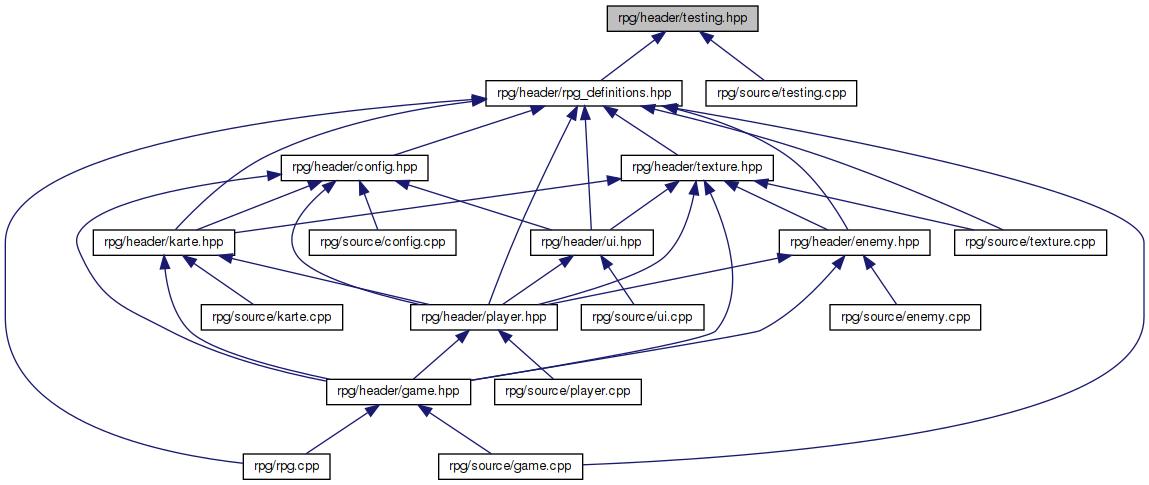 rpg/header/testing.hpp
rpg/header/rpg_definitions.hpp
rpg/source/testing.cpp
rpg/header/config.hpp
rpg/header/texture.hpp
rpg/header/karte.hpp
rpg/source/config.cpp
rpg/header/ui.hpp
rpg/header/enemy.hpp
rpg/source/texture.cpp
rpg/source/karte.cpp
rpg/header/player.hpp
rpg/source/ui.cpp
rpg/source/enemy.cpp
rpg/header/game.hpp
rpg/source/player.cpp
rpg/rpg.cpp
rpg/source/game.cpp